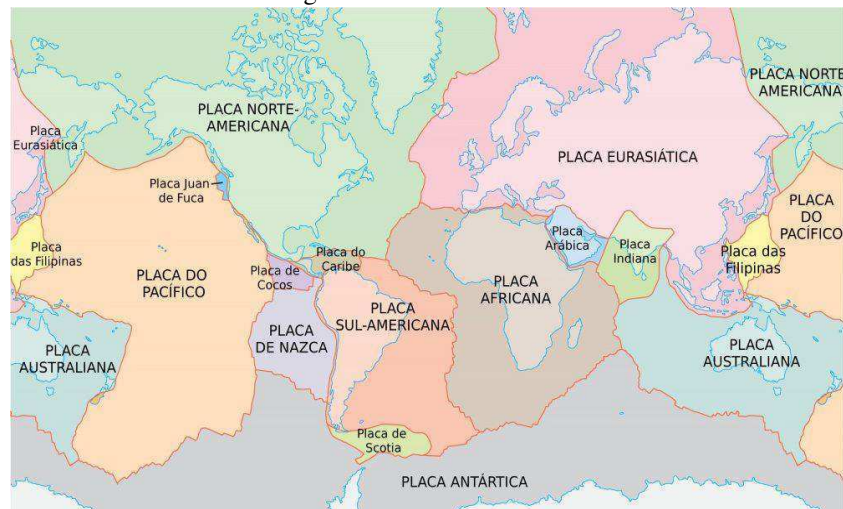 PLACA NORTE-
AMERICANA
PLACA NORTE-
AMERICANA
Placa
Eurasiática
PLACA EURASIÁTICA
Placa Juan
de Fuca
Placa
das Filipinas
PLACA DO
PACÍFICO
Placa de
Cocos
Placa do
Caribe
Placa
Arábica
Placa
Indiana
PLACA
DO
PACÍFICO
Placa das
Filipinas
PLACA
AFRICANA
PLACA
SUL-AMERICANA
PLACA
DE NAZCA
PLACA
AUSTRALIANA
PLACA
AUSTRALIANA
Placa de
Scotia
PLACA ANTÁRTICA